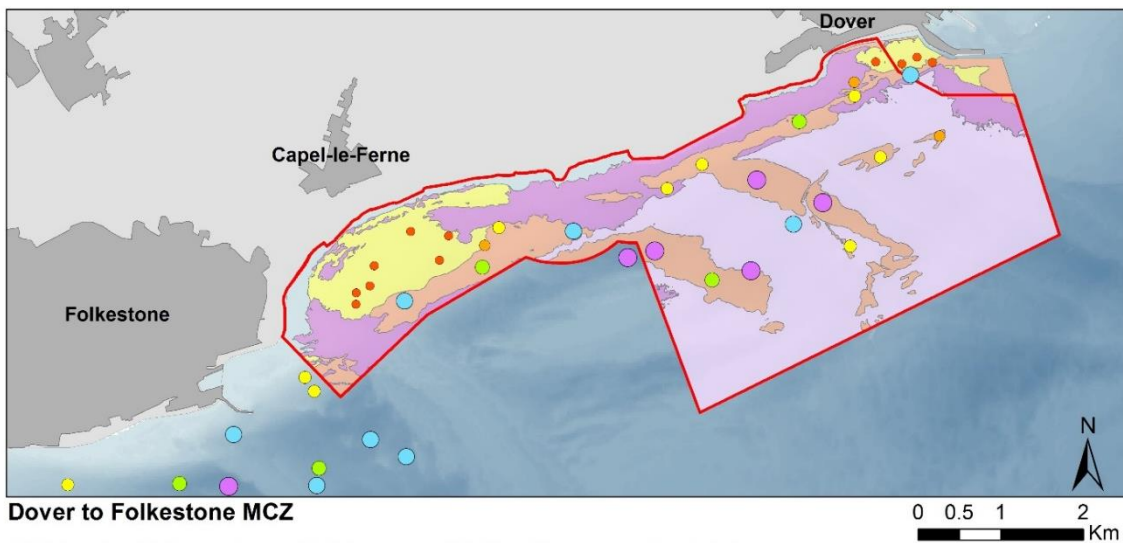 Dover
Capel-le-Ferne
Folkestone
N
Dover to Folkestone MCZ
0 0.5 1 2
Km